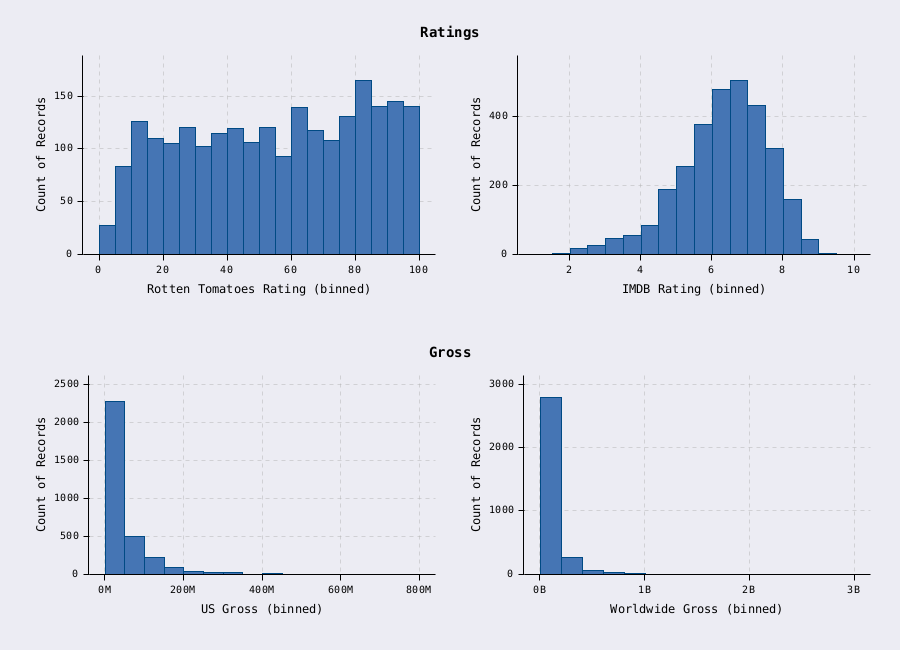 Ratings
150
100
50
0
Count of Records
0 20 40 60 80 100
Rotten Tomatoes Rating (binned)
400
200
0
Count of Records
2 4 6 8 10
IMDB Rating (binned)
Gross
2500
2000
1500
1000
500
0
Count of Records
0M 200M 400M 600M 800M
US Gross (binned)
3000
2000
1000
0
Count of Records
0B 1B 2B 3B
Worldwide Gross (binned)